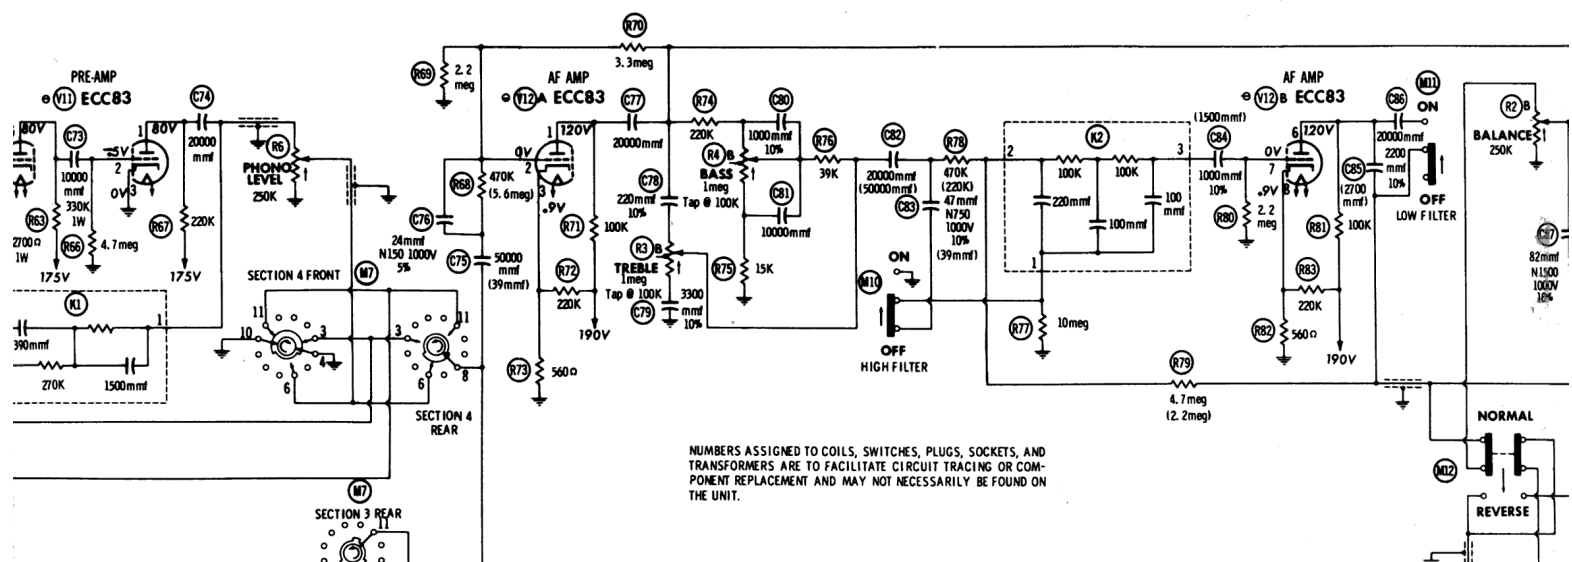 PRE-AMP
V11 ECC83
80V
C73
.5V
2
1
80V
C74
20000
mmf
10000
mmf
330K
1W
0V
3
R63
2700Ω
1W
R66
4.7meg
R67
220K
175V
175V
R6
PHONO
LEVEL
250K
K1
1
390mmf
270K
1500mmf
SECTION 4 FRONT
M7
11
10
3
4
6
3
11
8
6
SECTION 4
REAR
M7
SECTION 3 REAR
11
R69
2.2
meg
R70
3.3meg
AF AMP
V12 A ECC83
1
120V
0V
2
3
.9V
R68
470K
(5.6meg)
C76
24mmf
N150 1000V
5%
C75
50000
mmf
(39mmf)
R71
100K
R72
220K
190V
R73
560Ω
C77
20000mmf
R74
220K
C78
220mmf
10%
R3 B
TREBLE
1meg
Tap @ 100K
C79
3300
mmf
10%
C80
1000mmf
10%
R4 B
BASS
1meg
Tap @ 100K
C81
10000mmf
R75
15K
R76
39K
C82
20000mmf
(50000mmf)
C83
R78
470K
(220K)
47mmf
N750
1000V
10%
(39mmf)
ON
M10
OFF
HIGH FILTER
2
K2
3
100K
100K
220mmf
100mmf
100
mmf
1
R77
10meg
R79
4.7meg
(2.2meg)
(1500mmf)
C84
1000mmf
10%
R80
2.2
meg
AF AMP
V12 B ECC83
6
120V
0V
7
.9V
8
R81
100K
R83
220K
R82
560Ω
190V
C86
20000mmf
2200
mmf
10%
C85
(2700
mmf)
M11
ON
OFF
LOW FILTER
R2 B
BALANCE
250K
C87
82mmf
N1500
1000V
10%
NORMAL
M12
REVERSE
NUMBERS ASSIGNED TO COILS, SWITCHES, PLUGS, SOCKETS, AND
TRANSFORMERS ARE TO FACILITATE CIRCUIT TRACING OR COM-
PONENT REPLACEMENT AND MAY NOT NECESSARILY BE FOUND ON
THE UNIT.